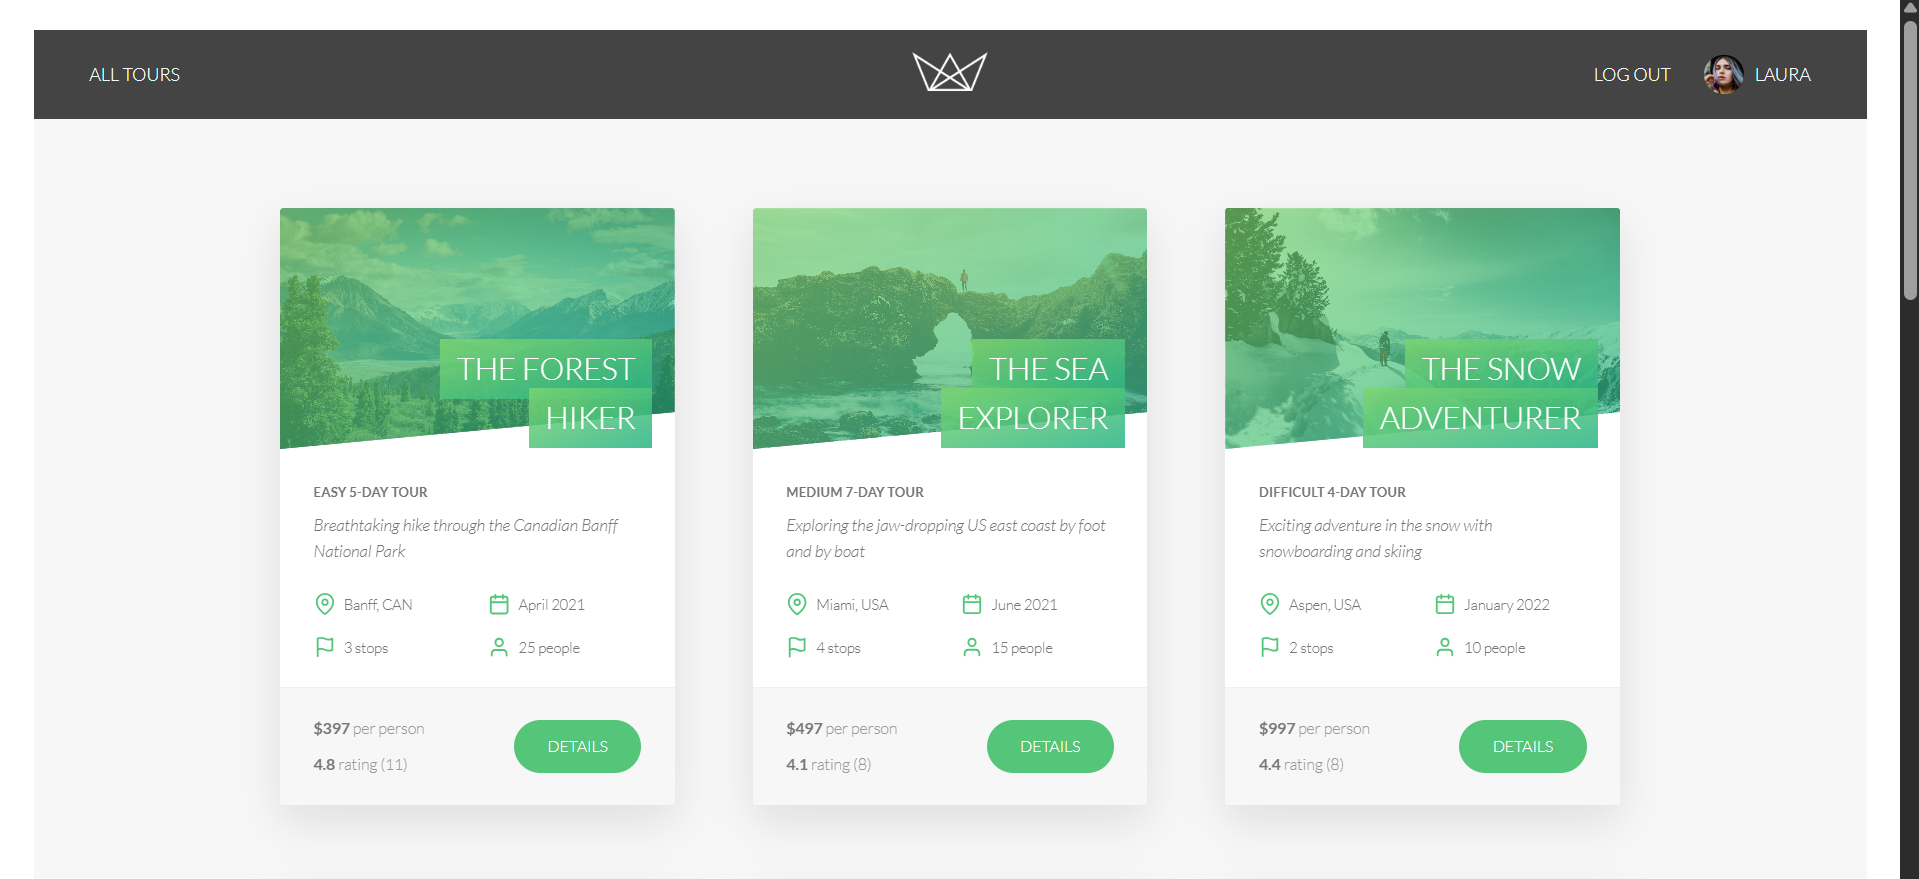 ALL TOURS
LOG OUT
LAURA
THE FOREST
HIKER
EASY 5-DAY TOUR
Breathtaking hike through the Canadian Banff
National Park
Banff, CAN
April 2021
3 stops
25 people
$397 per person
4.8 rating (11)
DETAILS
THE SEA
EXPLORER
MEDIUM 7-DAY TOUR
Exploring the jaw-dropping US east coast by foot
and by boat
Miami, USA
June 2021
4 stops
15 people
$497 per person
4.1 rating (8)
DETAILS
THE SNOW
ADVENTURER
DIFFICULT 4-DAY TOUR
Exciting adventure in the snow with
snowboarding and skiing
Aspen, USA
January 2022
2 stops
10 people
$997 per person
4.4 rating (8)
DETAILS